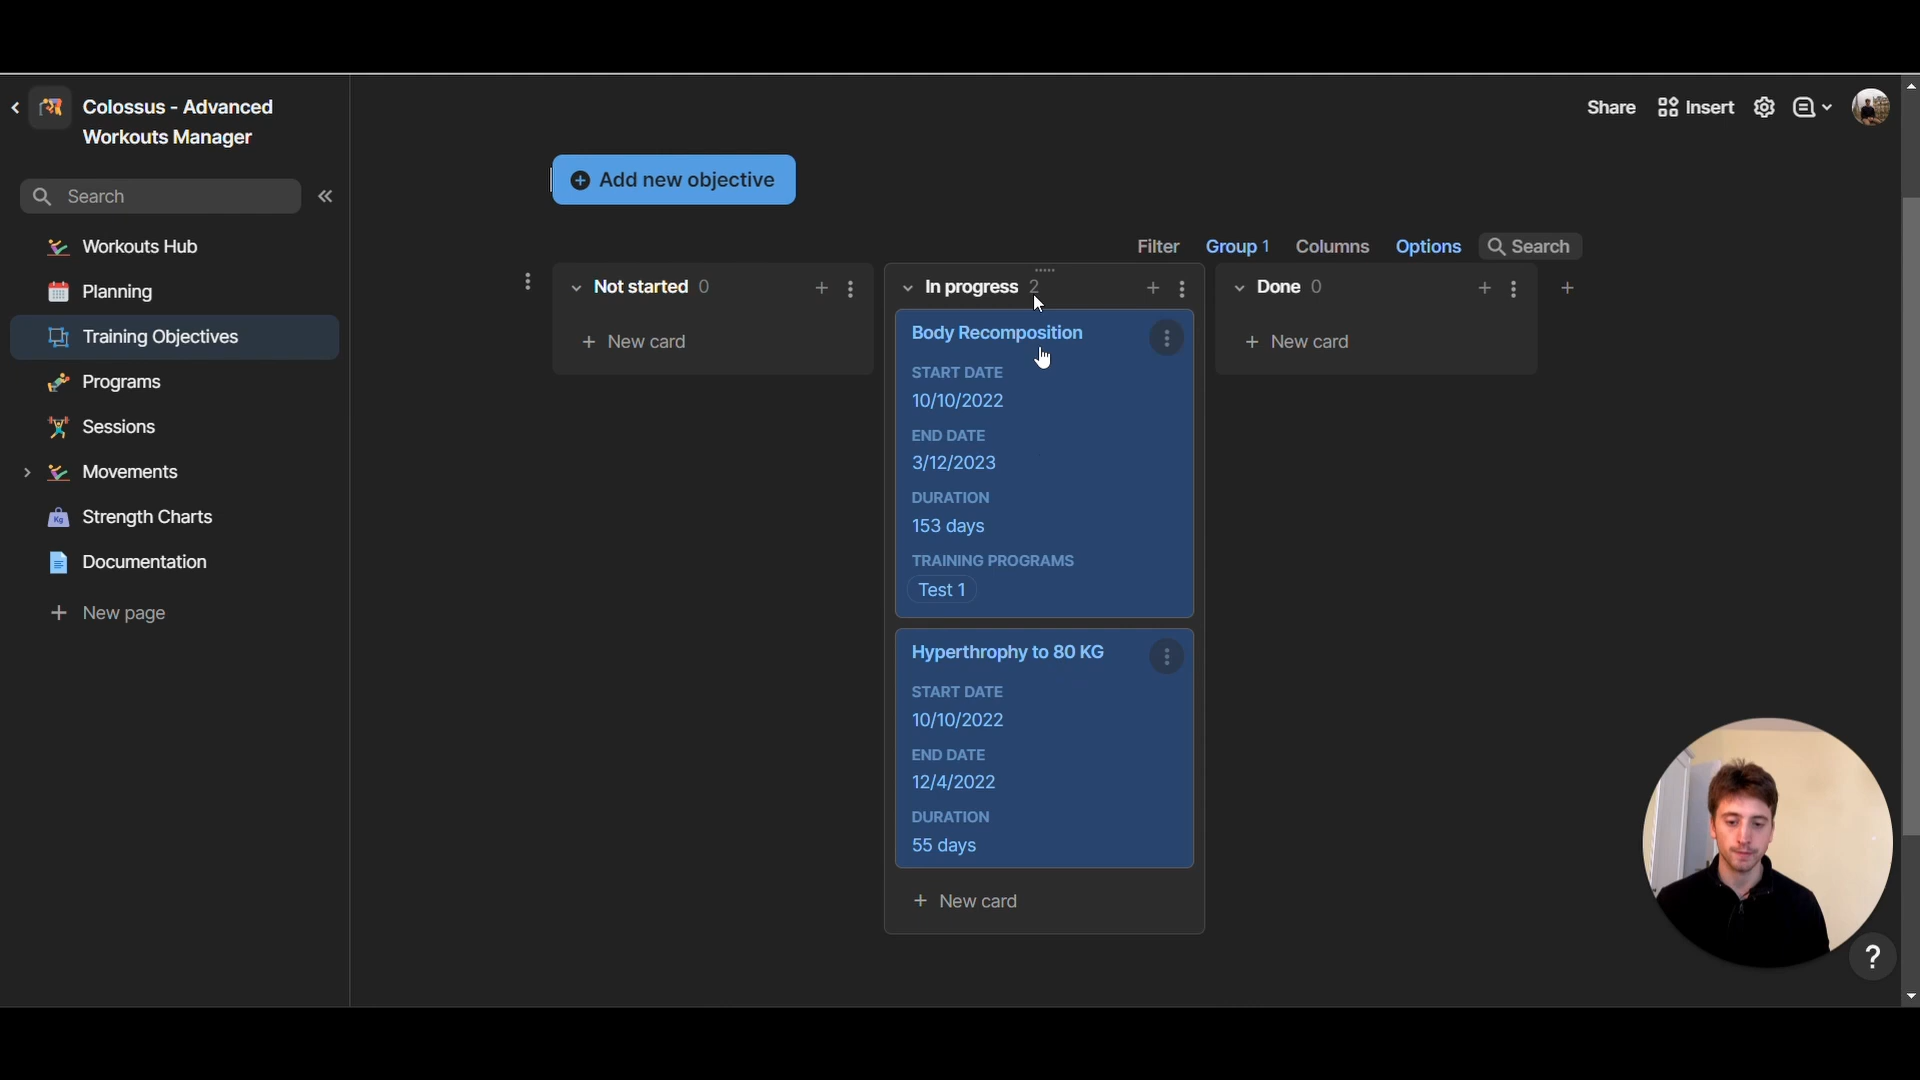 Colossus - Advanced
Workouts Manager
Share
Insert
Search
Add new objective
Workouts Hub
Planning
Training Objectives
Programs
Sessions
Movements
Strength Charts
Kg
Documentation
New page
Filter
Group 1
Columns
Options
Search
Not started 0
New card
In progress 2
Body Recomposition
START DATE
10/10/2022
END DATE
3/12/2023
DURATION
153 days
TRAINING PROGRAMS
Test 1
Hyperthrophy to 80 KG
START DATE
10/10/2022
END DATE
12/4/2022
DURATION
55 days
New card
Done 0
New card
?